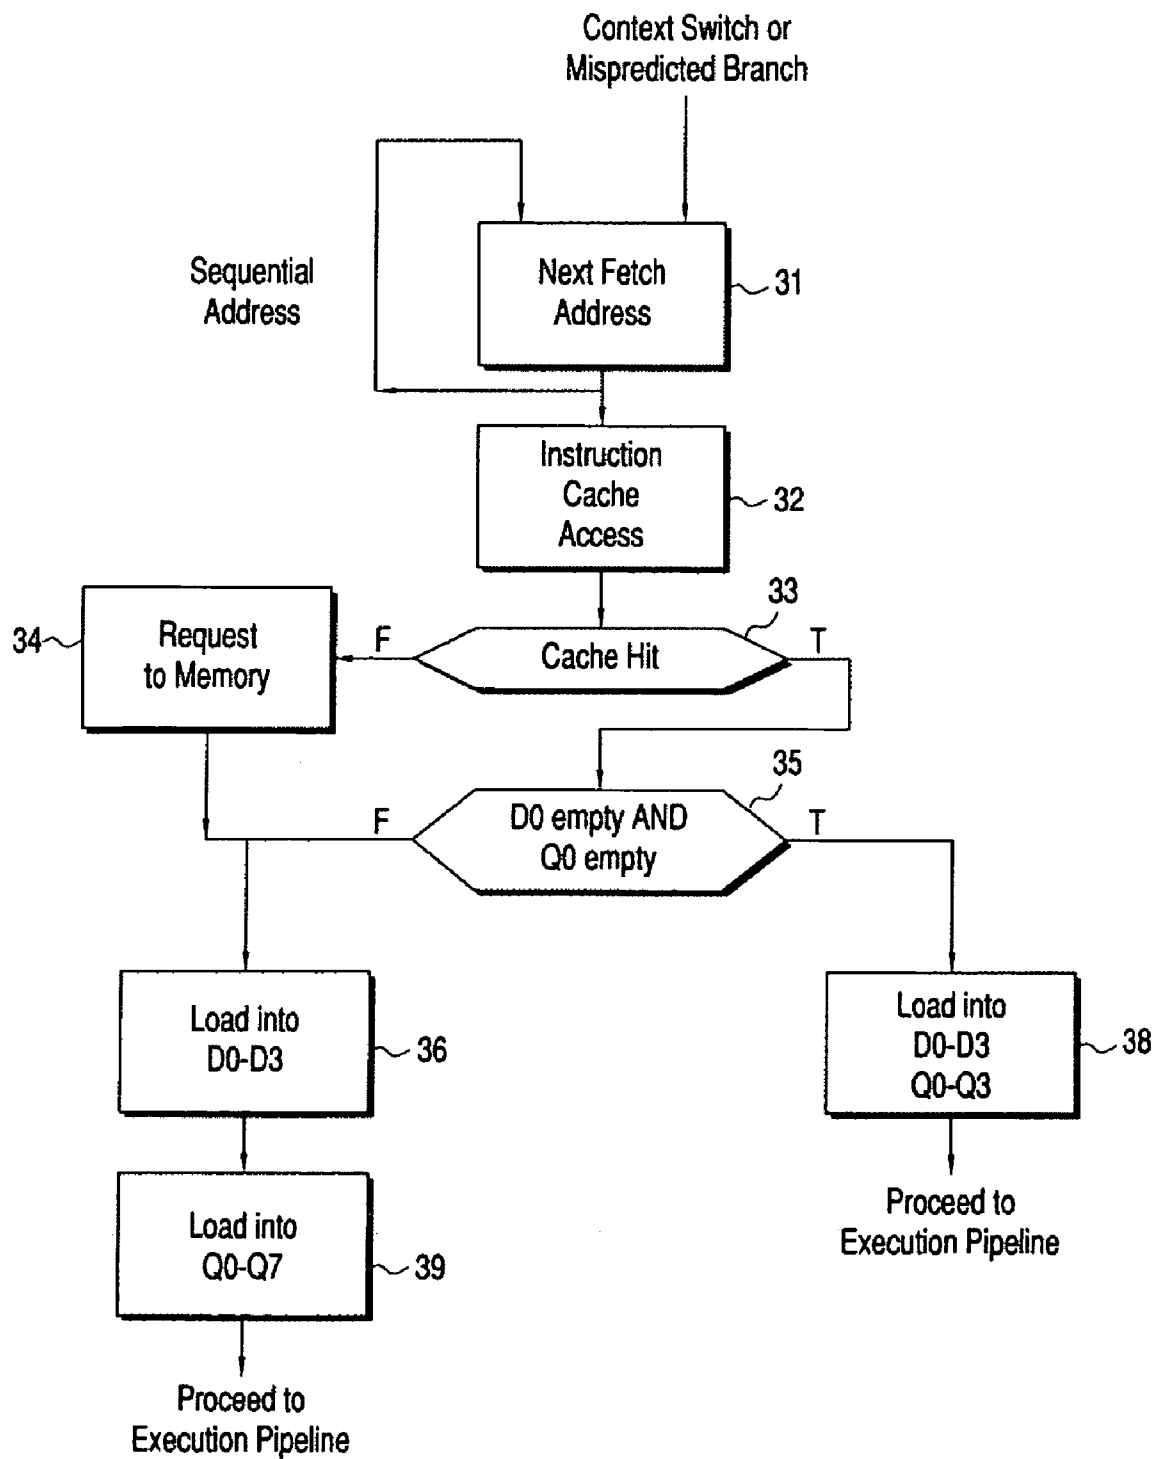 Context Switch or
Mispredicted Branch
Sequential
Address
Next Fetch
Address
31
Instruction
Cache
Access
32
33
34
Request
to Memory
F
Cache Hit
T
35
F
D0 empty AND
Q0 empty
T
Load into
D0-D3
36
Load into
D0-D3
Q0-Q3
38
Load into
Q0-Q7
39
Proceed to
Execution Pipeline
Proceed to
Execution Pipeline